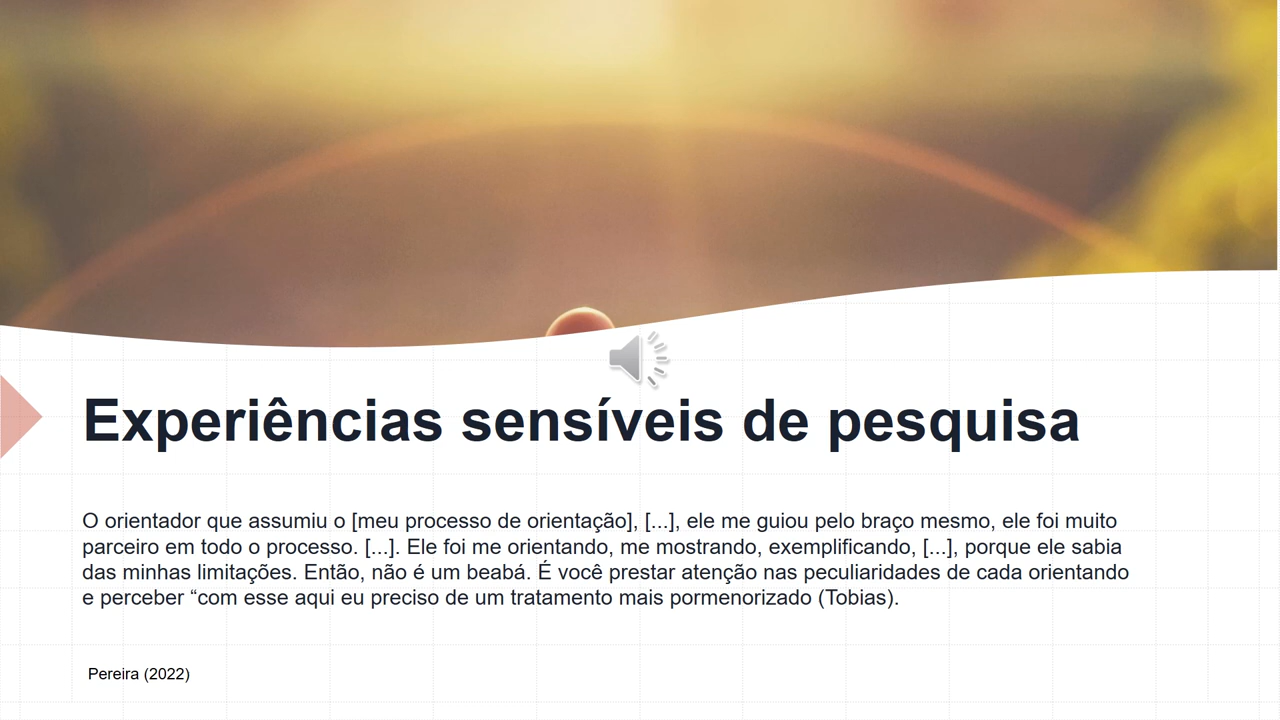 Experiências sensíveis de pesquisa
O orientador que assumiu o [meu processo de orientação], [...], ele me guiou pelo braço mesmo, ele foi muito
parceiro em todo o processo. [...]. Ele foi me orientando, me mostrando, exemplificando, [...], porque ele sabia
das minhas limitações. Então, não é um beabá. É você prestar atenção nas peculiaridades de cada orientando
e perceber “com esse aqui eu preciso de um tratamento mais pormenorizado (Tobias).
Pereira (2022)